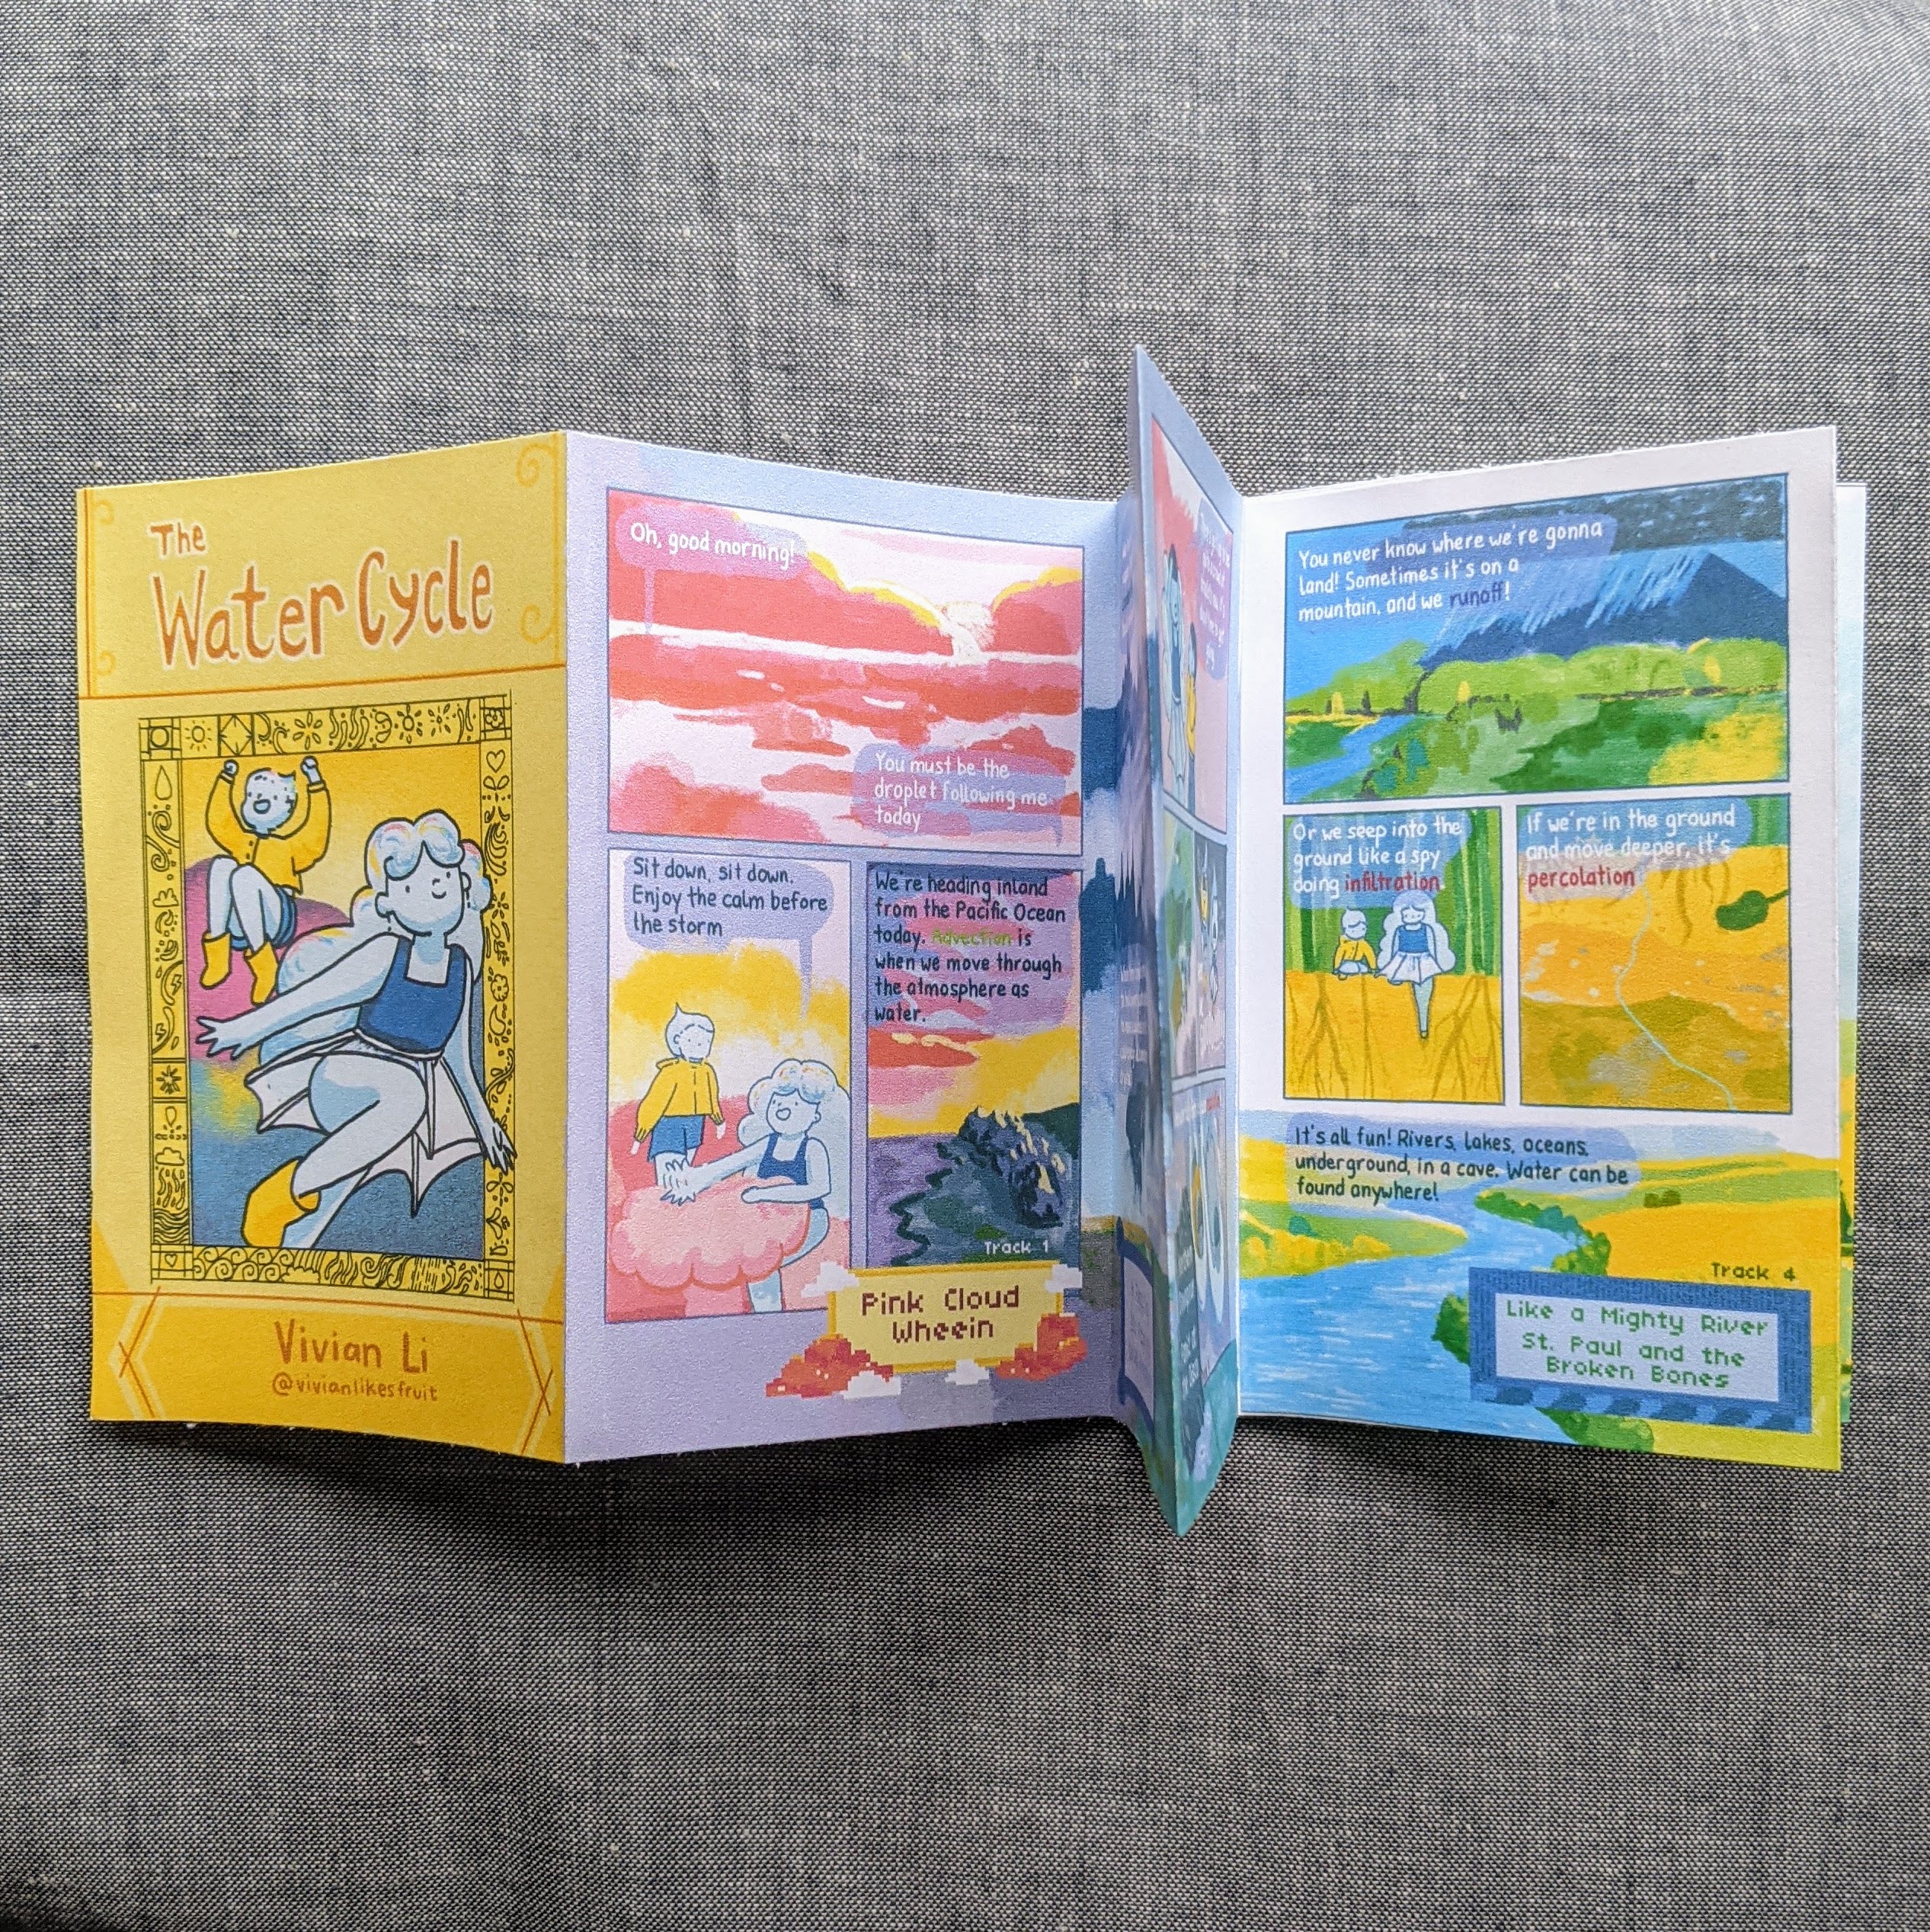 The
Water Cycle
Vivian Li
@vivianlikesfruit
Oh, good morning!
You must be the
droplet following me
today
Sit down, sit down.
Enjoy the calm before
the storm
We're heading inland
from the Pacific Ocean
today. Advection is
when we move through
the atmosphere as
water.
Track 1
Pink Cloud
Wheein
You never know where we're gonna
land! Sometimes it's on a
mountain, and we runoff!
Or we seep into the
ground like a spy
doing infiltration.
If we're in the ground
and move deeper, it's
percolation
It's all fun! Rivers, lakes, oceans,
underground, in a cave. Water can be
found anywhere!
Track 4
Like a Mighty River
St. Paul and the
Broken Bones